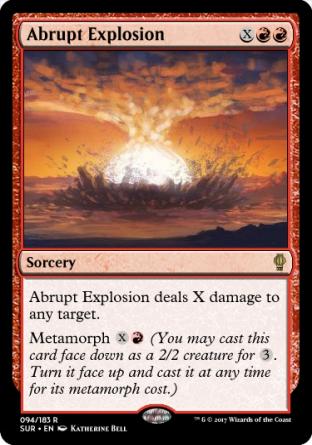 Abrupt Explosion XRR
Sorcery
Abrupt Explosion deals X damage to
any target.
Metamorph XR (You may cast this
card face down as a 2/2 creature for 3.
Turn it face up and cast it at any time
for its metamorph cost.)
094/183 R
SUR • EN Katherine Bell
™ & © 2017 Wizards of the Coast